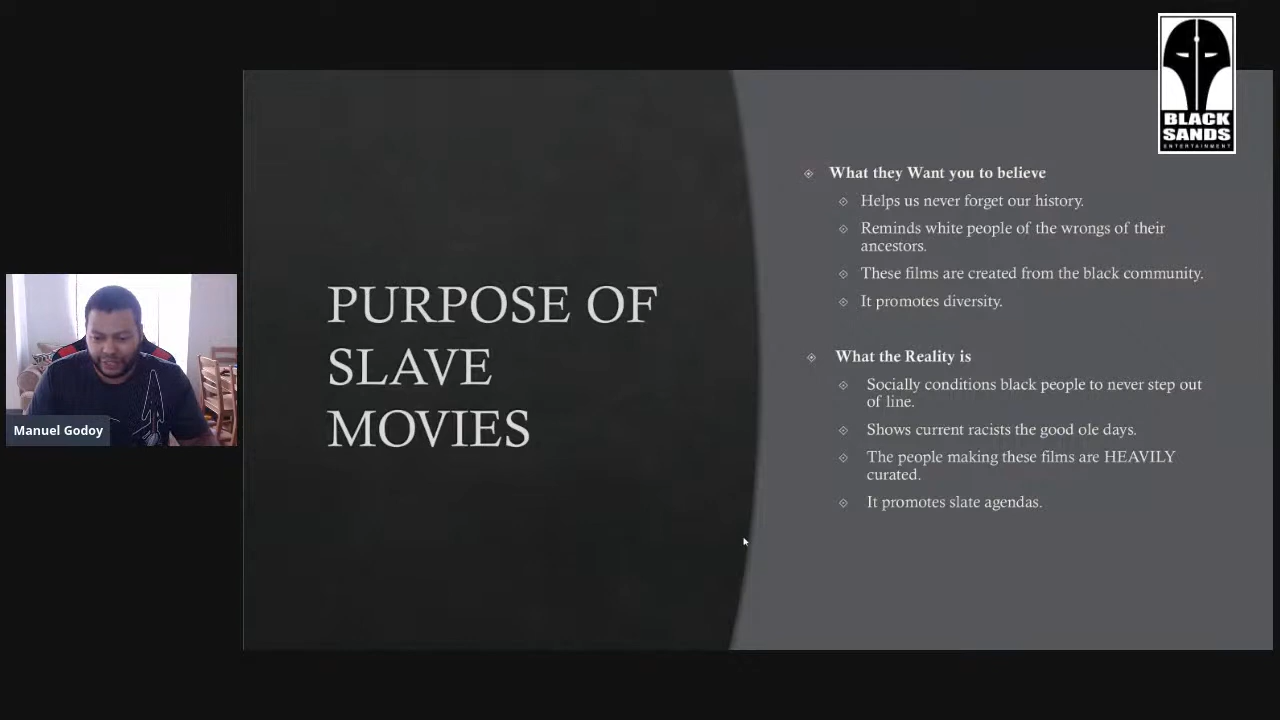 BLACK
SANDS
ENTERTAINMENT
What they Want you to believe
Helps us never forget our history.
Reminds white people of the wrongs of their
ancestors.
These films are created from the black community.
It promotes diversity.
PURPOSE OF
SLAVE
MOVIES
What the Reality is
Socially conditions black people to never step out
of line.
Shows current racists the good ole days.
The people making these films are HEAVILY
curated.
It promotes slate agendas.
Manuel Godoy